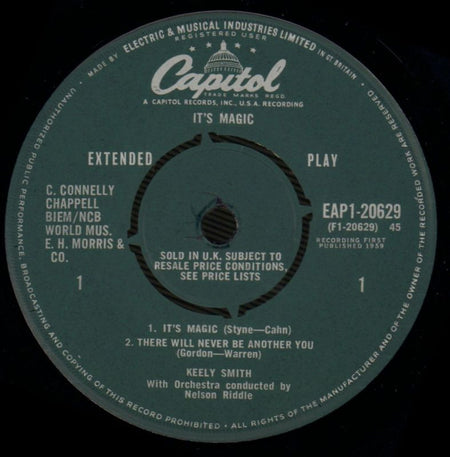 MADE BY ELECTRIC & MUSICAL INDUSTRIES LIMITED IN GT. BRITAIN
REGISTERED USER
Capitol
TRADE MARKS REGD
A CAPITOL RECORDS, INC., U.S.A. RECORDING
IT'S MAGIC
EXTENDED PLAY
C. CONNELLY
CHAPPELL
BIEM/NCB
WORLD MUS.
E. H. MORRIS &
CO.
EAP1-20629
(F1-20629) 45
RECORDING FIRST
PUBLISHED 1959
SOLD IN U.K. SUBJECT TO
RESALE PRICE CONDITIONS,
SEE PRICE LISTS
1 1
1. IT'S MAGIC (Styne—Cahn)
2. THERE WILL NEVER BE ANOTHER YOU
(Gordon—Warren)
KEELY SMITH
With Orchestra conducted by
Nelson Riddle
UNAUTHORIZED PUBLIC PERFORMANCE, BROADCASTING AND COPYING OF THIS RECORD PROHIBITED • ALL RIGHTS OF THE MANUFACTURER AND OF THE OWNER OF THE RECORDED WORK ARE RESERVED